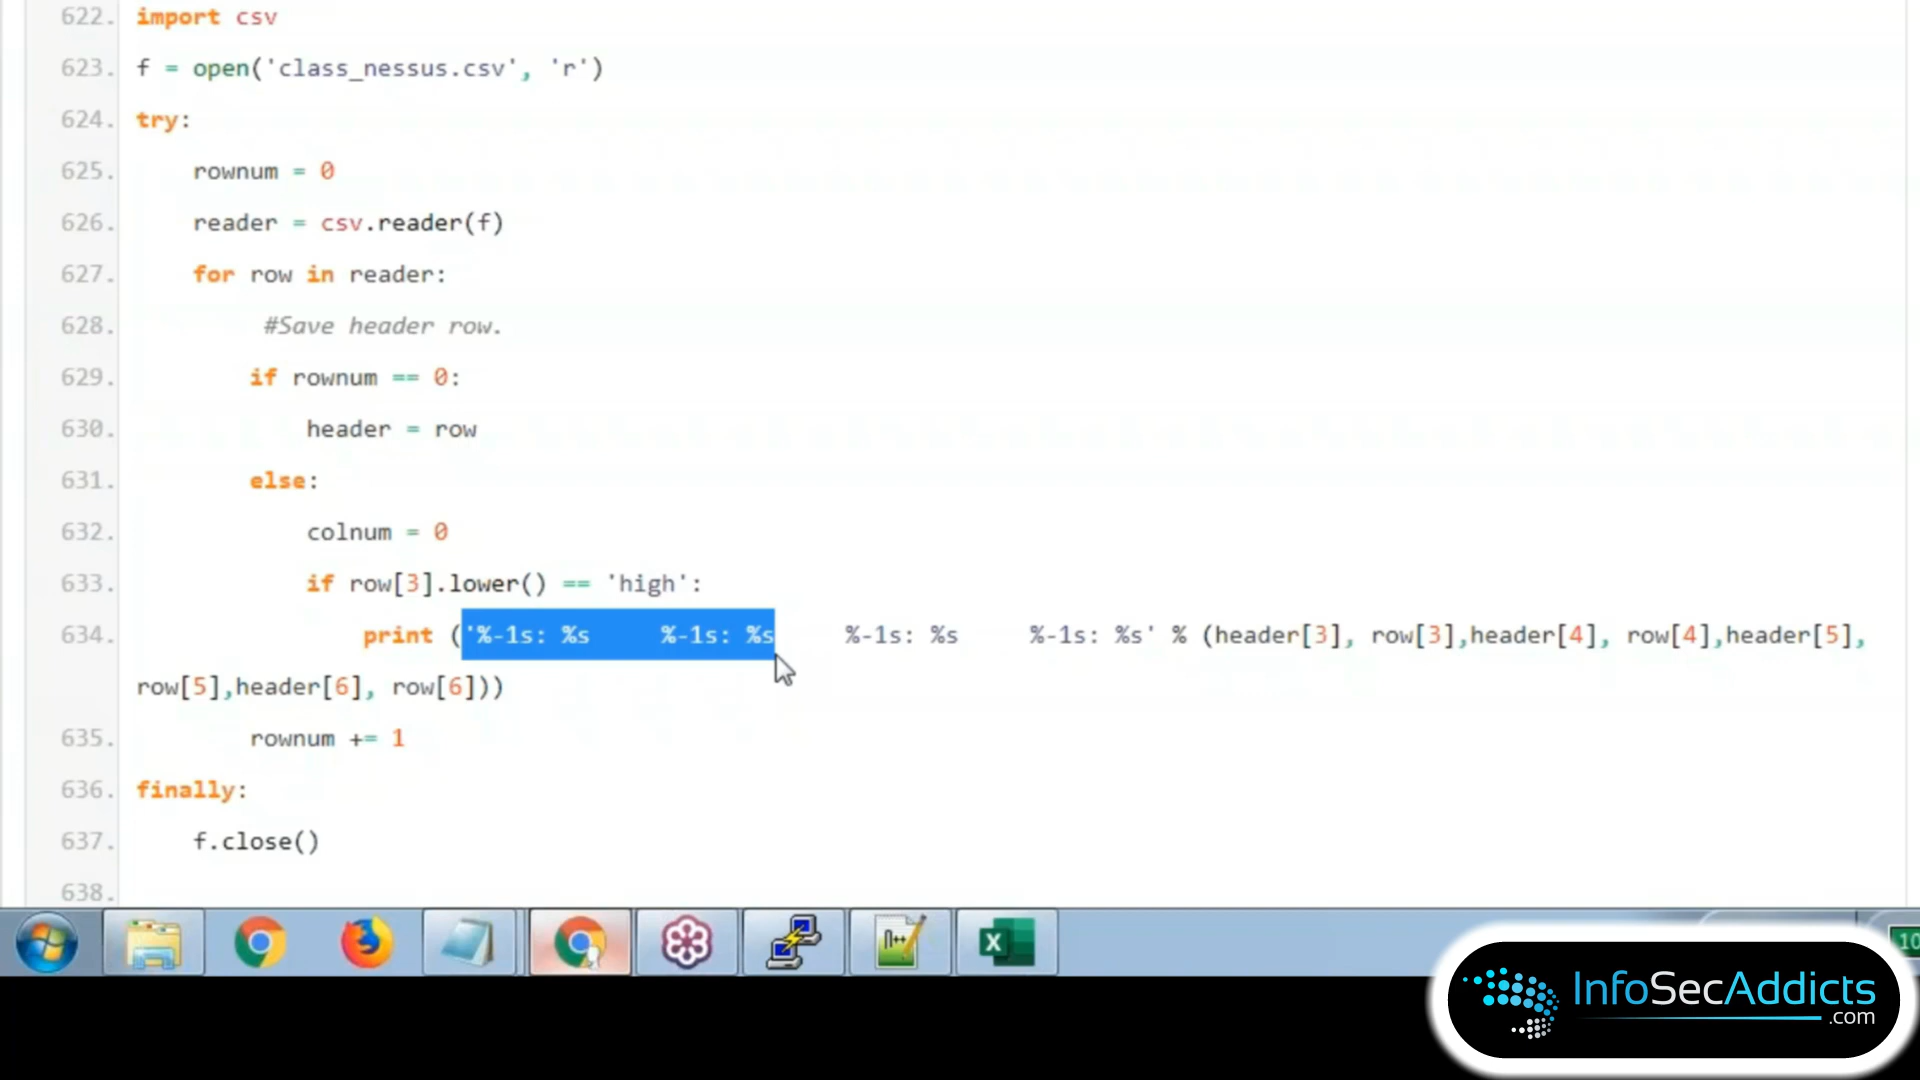 622. import csv
623. f = open('class_nessus.csv', 'r')
624. try:
625.     rownum = 0
626.     reader = csv.reader(f)
627.     for row in reader:
628.          #Save header row.
629.         if rownum == 0:
630.             header = row
631.         else:
632.             colnum = 0
633.             if row[3].lower() == 'high':
634.                 print ('%-1s: %s     %-1s: %s     %-1s: %s     %-1s: %s' % (header[3], row[3],header[4], row[4],header[5],
row[5],header[6], row[6]))
635.         rownum += 1
636. finally:
637.     f.close()
638.
n++
X
10
InfoSecAddicts
.com